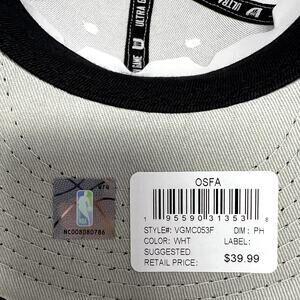 GAME
ULTRA G
ULTRA
OSFA
1 95590 31353 8
STYLE#: VGMC053F DIM: PH
COLOR: WHT LABEL:
SUGGESTED
RETAIL PRICE: $39.99
NC008080786